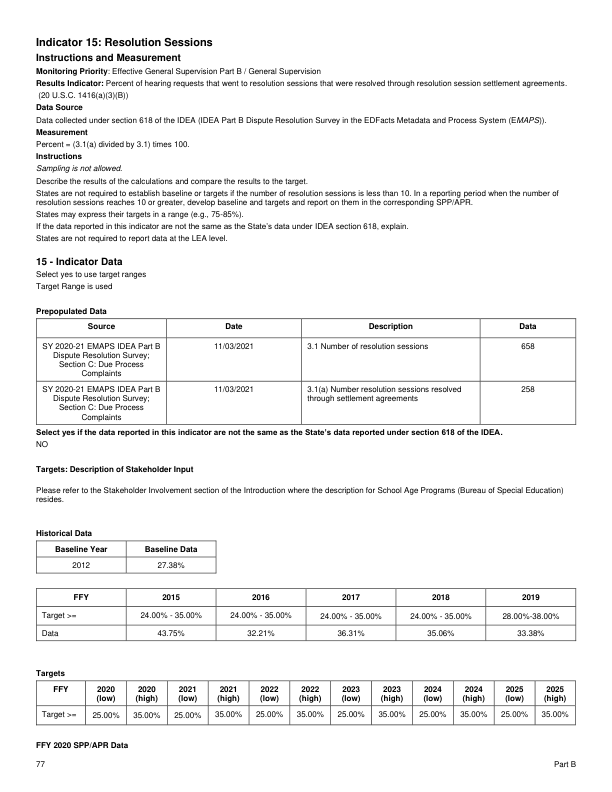 Indicator 15: Resolution Sessions
Instructions and Measurement
Monitoring Priority: Effective General Supervision Part B / General Supervision
Results Indicator: Percent of hearing requests that went to resolution sessions that were resolved through resolution session settlement agreements.
(20 U.S.C. 1416(a)(3)(B))
Data Source
Data collected under section 618 of the IDEA (IDEA Part B Dispute Resolution Survey in the EDFacts Metadata and Process System (EMAPS)).
Measurement
Percent = (3.1(a) divided by 3.1) times 100.
Instructions
Sampling is not allowed.
Describe the results of the calculations and compare the results to the target.
States are not required to establish baseline or targets if the number of resolution sessions is less than 10. In a reporting period when the number of
resolution sessions reaches 10 or greater, develop baseline and targets and report on them in the corresponding SPP/APR.
States may express their targets in a range (e.g., 75-85%).
If the data reported in this indicator are not the same as the State's data under IDEA section 618, explain.
States are not required to report data at the LEA level.
15 - Indicator Data
Select yes to use target ranges
Target Range is used
Prepopulated Data
Source Date Description Data
SY 2020-21 EMAPS IDEA Part B 11/03/2021 3.1 Number of resolution sessions 658
Dispute Resolution Survey;
Section C: Due Process
Complaints
SY 2020-21 EMAPS IDEA Part B 11/03/2021 3.1(a) Number resolution sessions resolved 258
Dispute Resolution Survey; through settlement agreements
Section C: Due Process
Complaints
Select yes if the data reported in this indicator are not the same as the State's data reported under section 618 of the IDEA.
NO
Targets: Description of Stakeholder Input
Please refer to the Stakeholder Involvement section of the Introduction where the description for School Age Programs (Bureau of Special Education)
resides.
Historical Data
Baseline Year Baseline Data
2012 27.38%
FFY 2015 2016 2017 2018 2019
Target >= 24.00% - 35.00% 24.00% - 35.00% 24.00% - 35.00% 24.00% - 35.00% 28.00%-38.00%
Data 43.75% 32.21% 36.31% 35.06% 33.38%
Targets
FFY 2020 2020 2021 2021 2022 2022 2023 2023 2024 2024 2025 2025
(low) (high) (low) (high) (low) (high) (low) (high) (low) (high) (low) (high)
Target >= 25.00% 35.00% 25.00% 35.00% 25.00% 35.00% 25.00% 35.00% 25.00% 35.00% 25.00% 35.00%
FFY 2020 SPP/APR Data
77 Part B